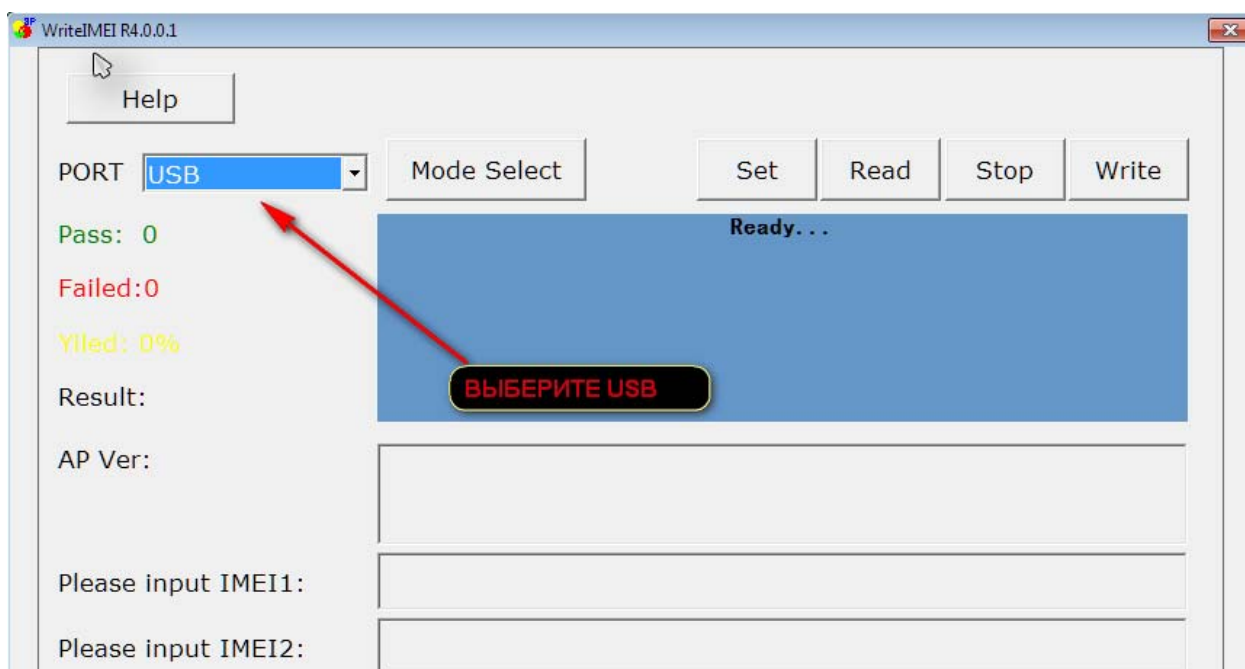 WriteIMEI R4.0.0.1
Help
PORT USB Mode Select Set Read Stop Write
Pass: 0
Ready...
Failed:0
Ylled: 0%
ВЫБЕРИТЕ USB
Result:
AP Ver:
Please input IMEI1:
Please input IMEI2: